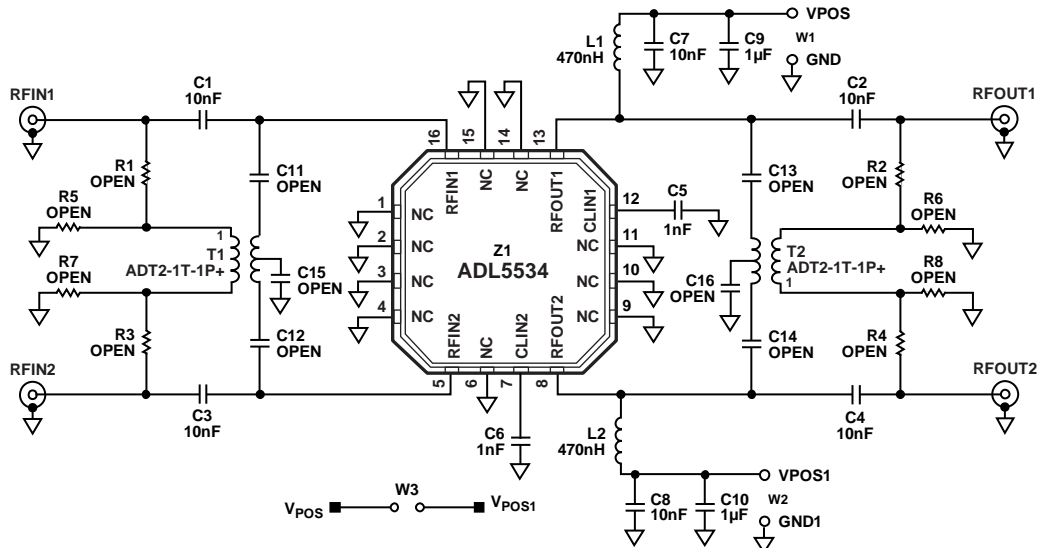 VPOS
W1
GND
L1
470nH
C7
10nF
C9
1µF
RFIN1
C1
10nF
C2
10nF
RFOUT1
16
15
14
13
R1
OPEN
C11
OPEN
RFIN1
NC
NC
RFOUT1
CLIN1
12
C5
1nF
C13
OPEN
R2
OPEN
R5
OPEN
1
NC
R6
OPEN
1
T1
ADT2-1T-1P+
2
NC
Z1
ADL5534
NC
11
T2
ADT2-1T-1P+
1
R7
OPEN
C15
OPEN
3
NC
NC
10
C16
OPEN
R8
OPEN
4
NC
NC
9
R3
OPEN
C12
OPEN
RFIN2
NC
CLIN2
RFOUT2
C14
OPEN
R4
OPEN
RFIN2
5
6
7
8
RFOUT2
C3
10nF
C4
10nF
C6
1nF
L2
470nH
VPOS1
W2
GND1
C8
10nF
C10
1µF
W3
VPOS
VPOS1